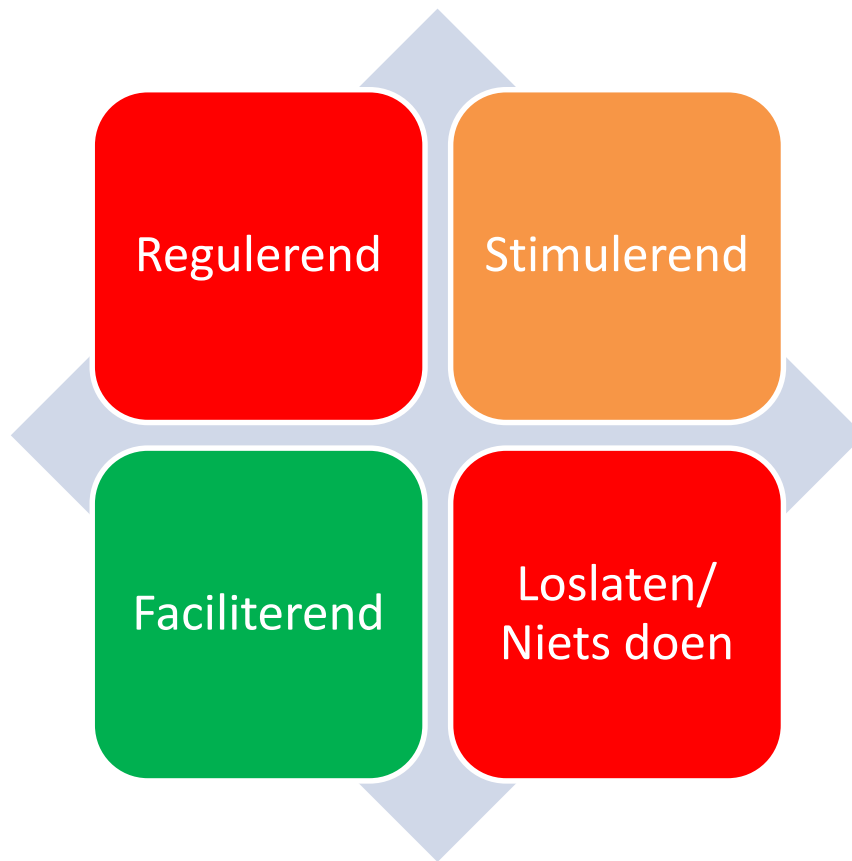 Regulerend
Stimulerend
Faciliterend
Loslaten/
Niets doen